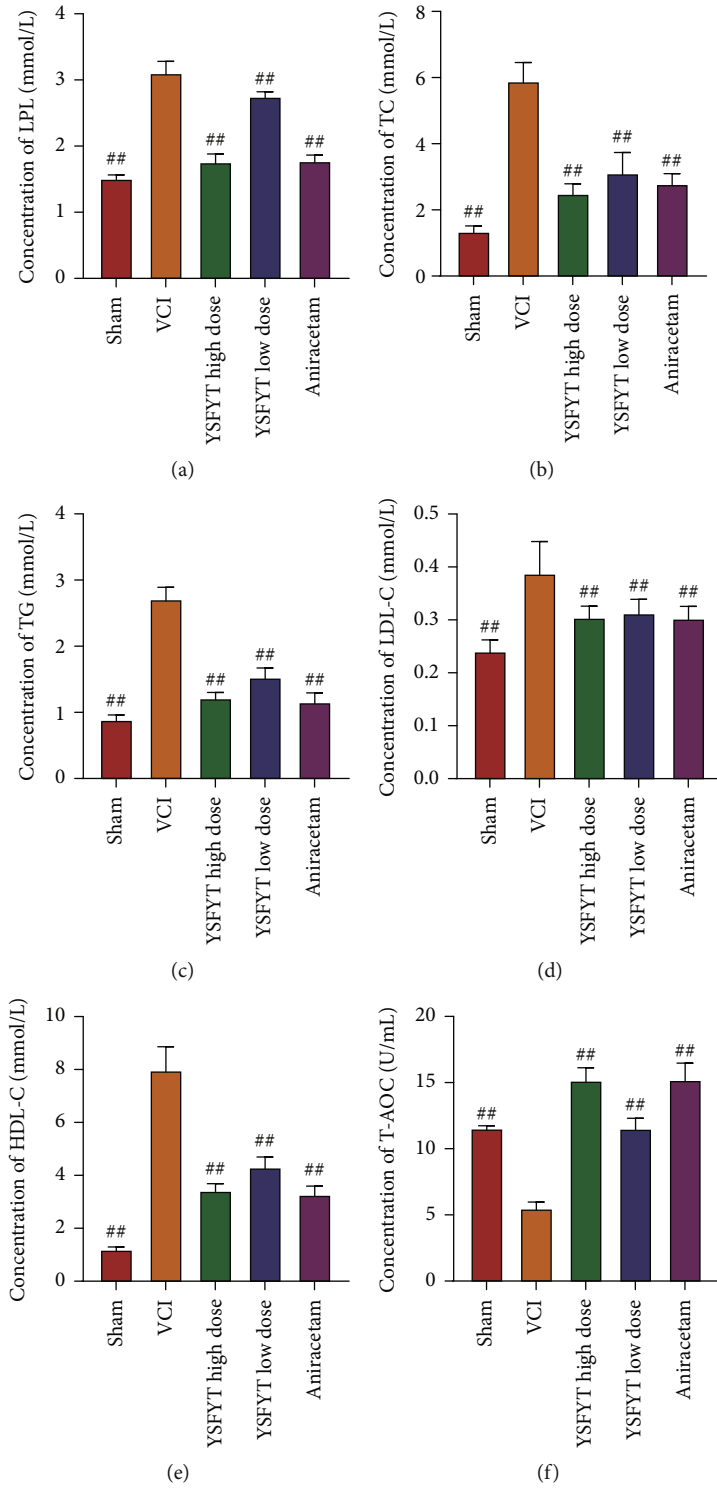 Concentration of LPL (mmol/L)
4
3
2
1
0
##
##
##
##
Sham
VCI
YSFYT high dose
YSFYT low dose
Aniracetam
(a)
Concentration of TC (mmol/L)
8
6
4
2
0
##
##
##
##
Sham
VCI
YSFYT high dose
YSFYT low dose
Aniracetam
(b)
Concentration of TG (mmol/L)
4
3
2
1
0
##
##
##
##
Sham
VCI
YSFYT high dose
YSFYT low dose
Aniracetam
(c)
Concentration of LDL-C (mmol/L)
0.5
0.4
0.3
0.2
0.1
0.0
##
##
##
##
Sham
VCI
YSFYT high dose
YSFYT low dose
Aniracetam
(d)
Concentration of HDL-C (mmol/L)
10
8
6
4
2
0
##
##
##
##
Sham
VCI
YSFYT high dose
YSFYT low dose
Aniracetam
(e)
Concentration of T-AOC (U/mL)
20
15
10
5
0
##
##
##
##
Sham
VCI
YSFYT high dose
YSFYT low dose
Aniracetam
(f)